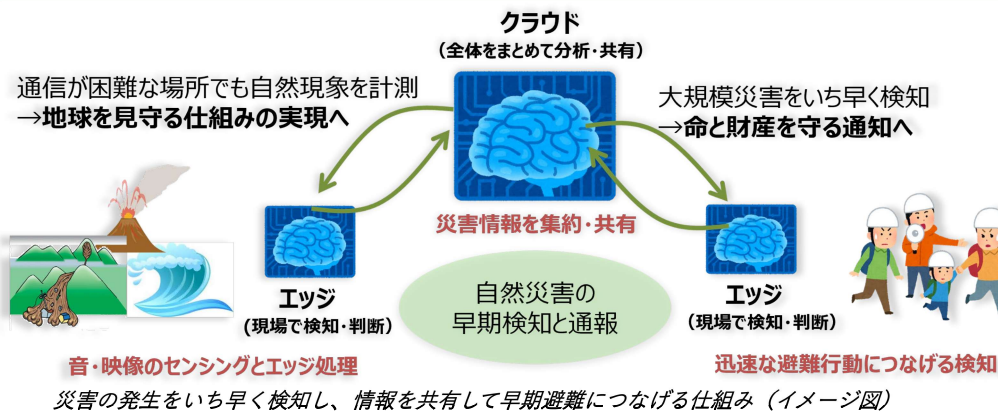 クラウド
（全体をまとめて分析・共有）
通信が困難な場所でも自然現象を計測
→地球を見守る仕組みの実現へ
大規模災害をいち早く検知
→命と財産を守る通知へ
災害情報を集約・共有
エッジ
（現場で検知・判断）
自然災害の
早期検知と通報
エッジ
（現場で検知・判断）
音・映像のセンシングとエッジ処理
迅速な避難行動につなげる検知
災害の発生をいち早く検知し、情報を共有して早期避難につなげる仕組み（イメージ図）